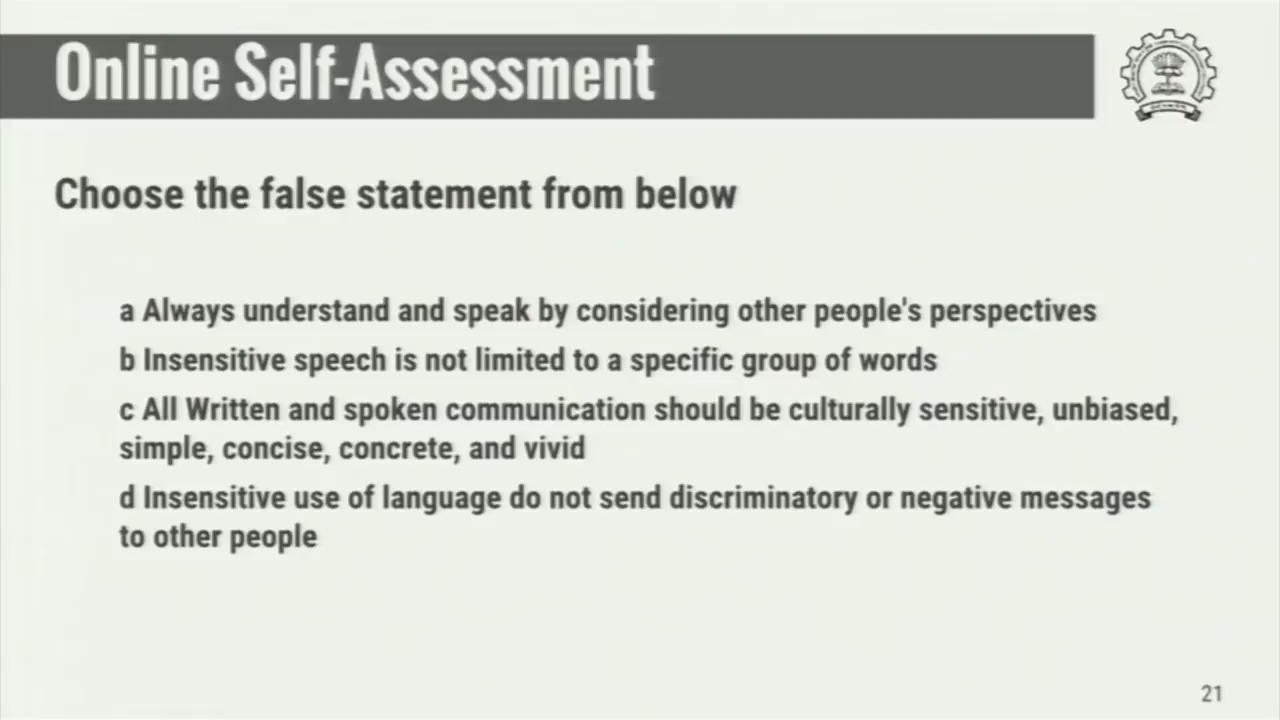 Online Self-Assessment
Choose the false statement from below
a Always understand and speak by considering other people's perspectives
b Insensitive speech is not limited to a specific group of words
c All Written and spoken communication should be culturally sensitive, unbiased,
simple, concise, concrete, and vivid
d Insensitive use of language do not send discriminatory or negative messages
to other people
21